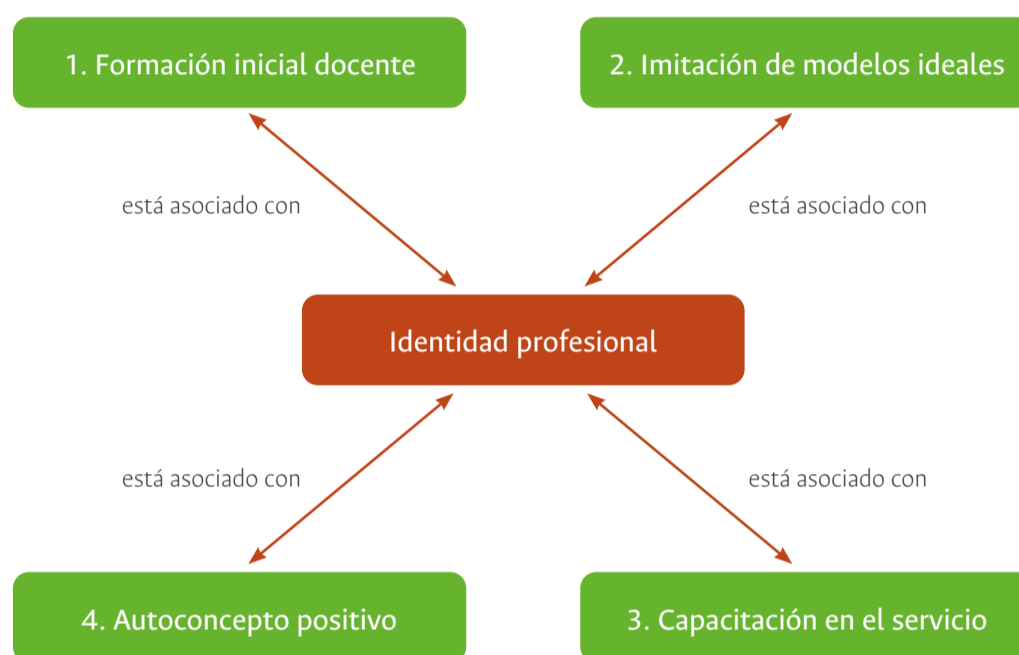 1. Formación inicial docente
2. Imitación de modelos ideales
está asociado con
está asociado con
Identidad profesional
está asociado con
está asociado con
4. Autoconcepto positivo
3. Capacitación en el servicio